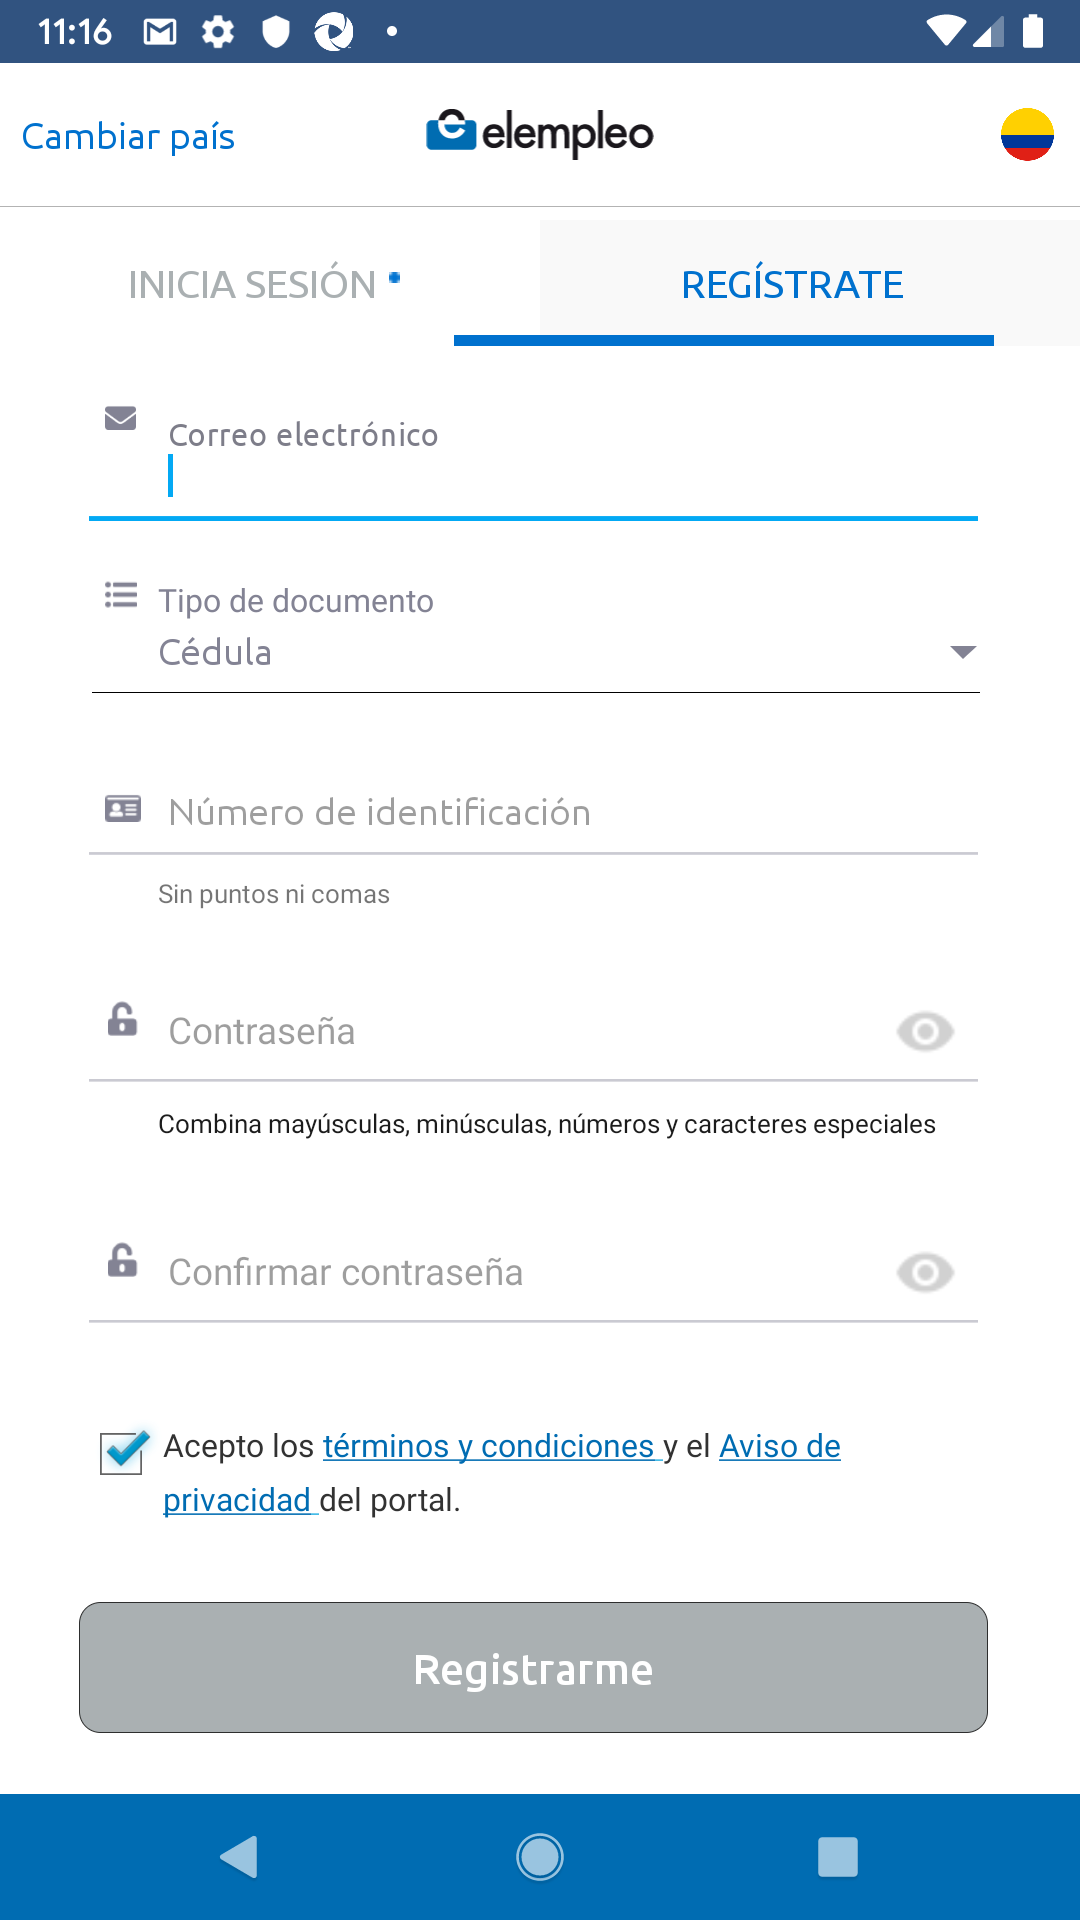 11:16
Cambiar país
elempleo
INICIA SESIÓN
REGÍSTRATE
Correo electrónico
Tipo de documento
Cédula
Número de identificación
Sin puntos ni comas
Contraseña
Combina mayúsculas, minúsculas, números y caracteres especiales
Confirmar contraseña
Acepto los términos y condiciones y el Aviso de
privacidad del portal.
Registrarme